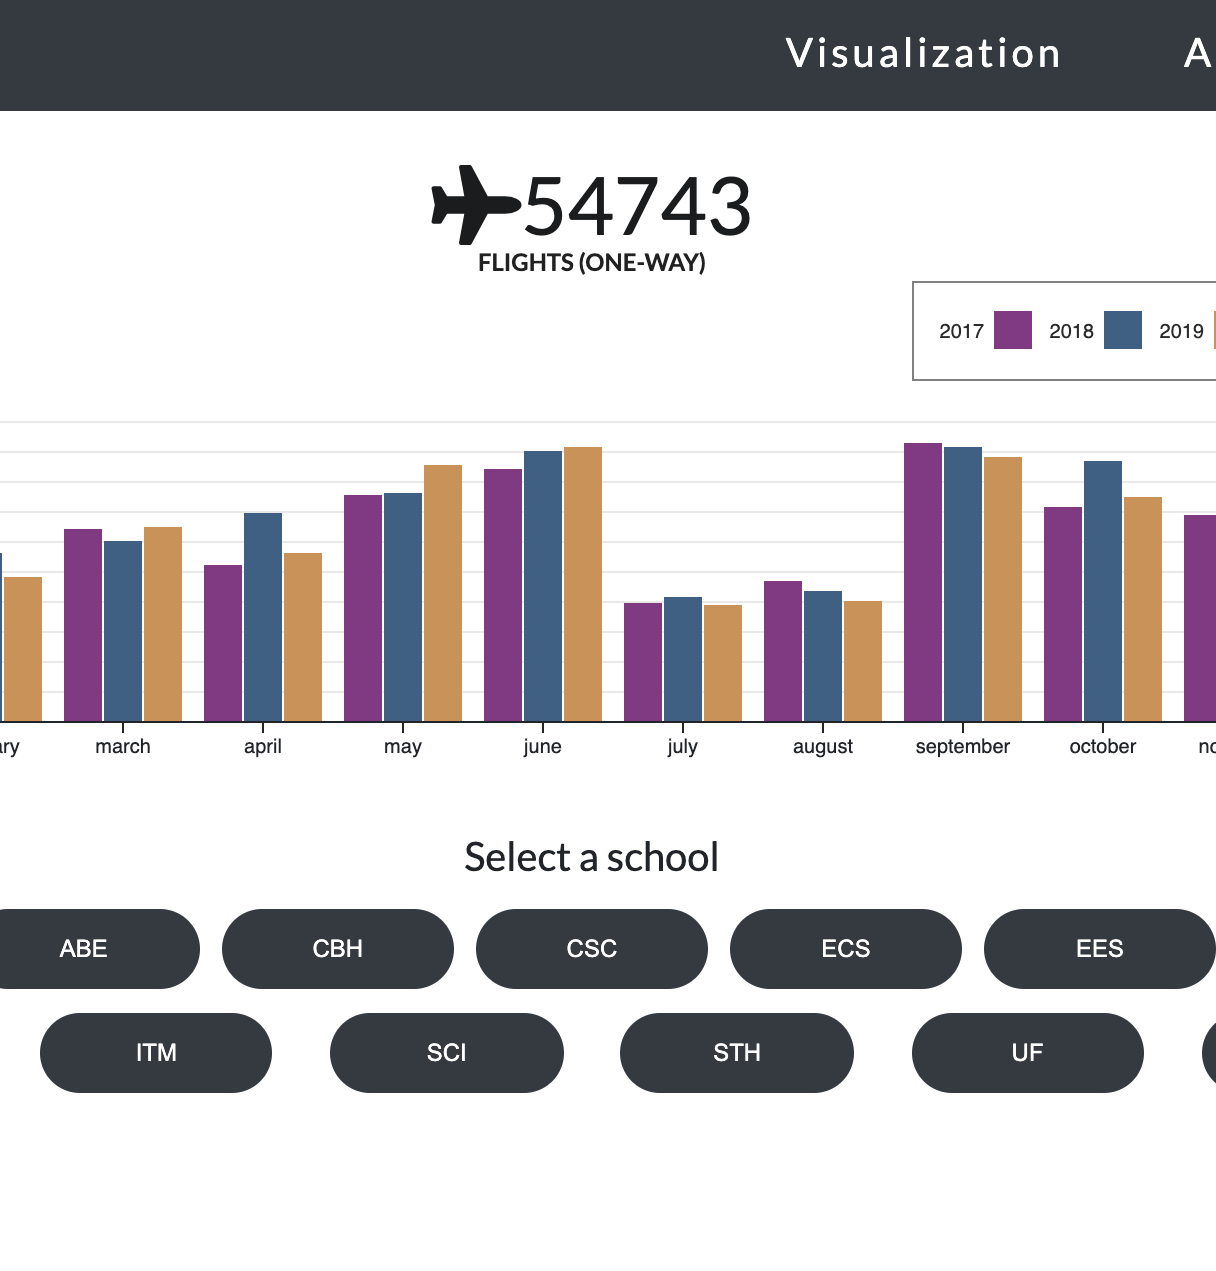 Visualization A
54743
FLIGHTS (ONE-WAY)
2017 2018 2019
ary march april may june july august september october no
Select a school
ABE CBH CSC ECS EES
ITM SCI STH UF